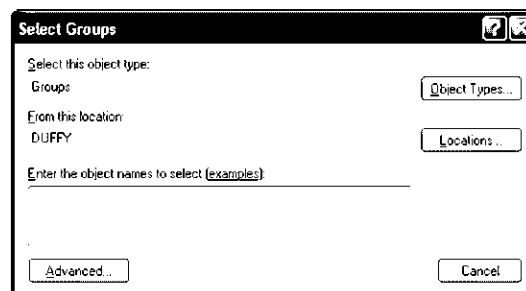 Select Groups
Select this object type:
Groups
Object Types...
From this location:
DUFFY
Locations...
Enter the object names to select (examples):
Advanced...
Cancel